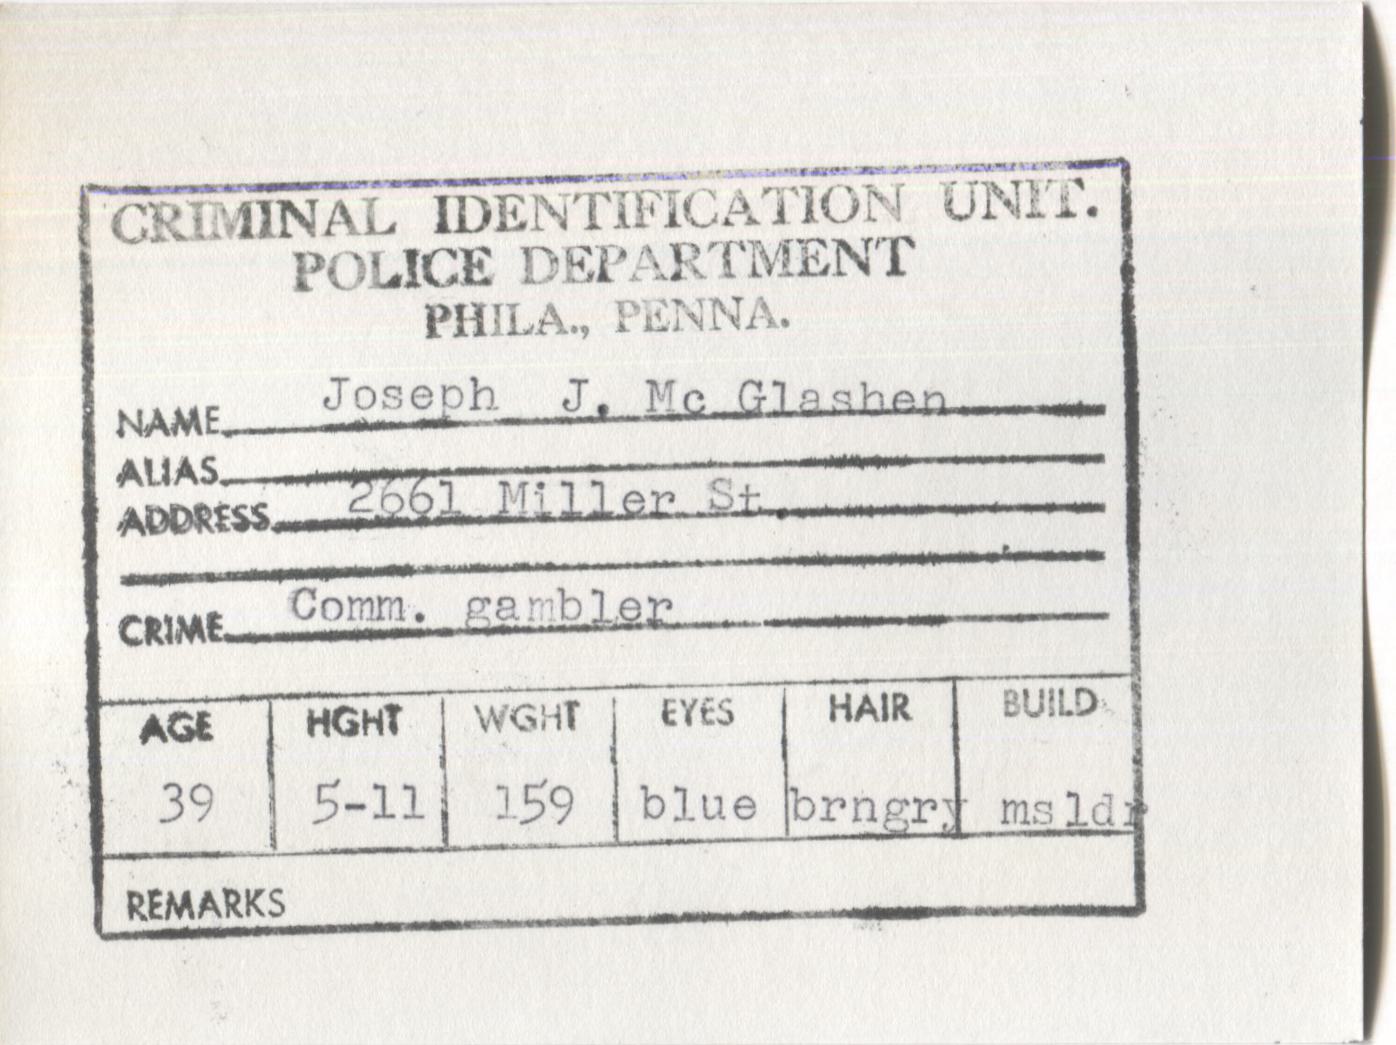 CRIMINAL IDENTIFICATION UNIT.
POLICE DEPARTMENT
PHILA., PENNA.
NAME Joseph J. Mc Glashen
ALIAS
ADDRESS 2661 Miller St.
CRIME Comm. gambler
AGE HGHT WGHT EYES HAIR BUILD
39 5-11 159 blue brngry msldr
REMARKS